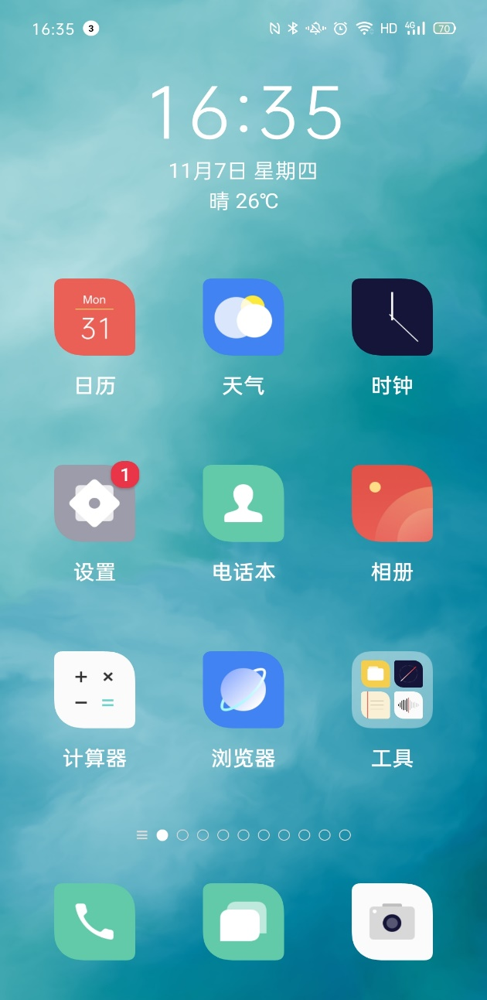 16:35 3 HD 4G 70
16:35
11月7日 星期四
晴 26℃
Mon
31
日历 天气 时钟
1
设置 电话本 相册
+ ×
− =
计算器 浏览器 工具